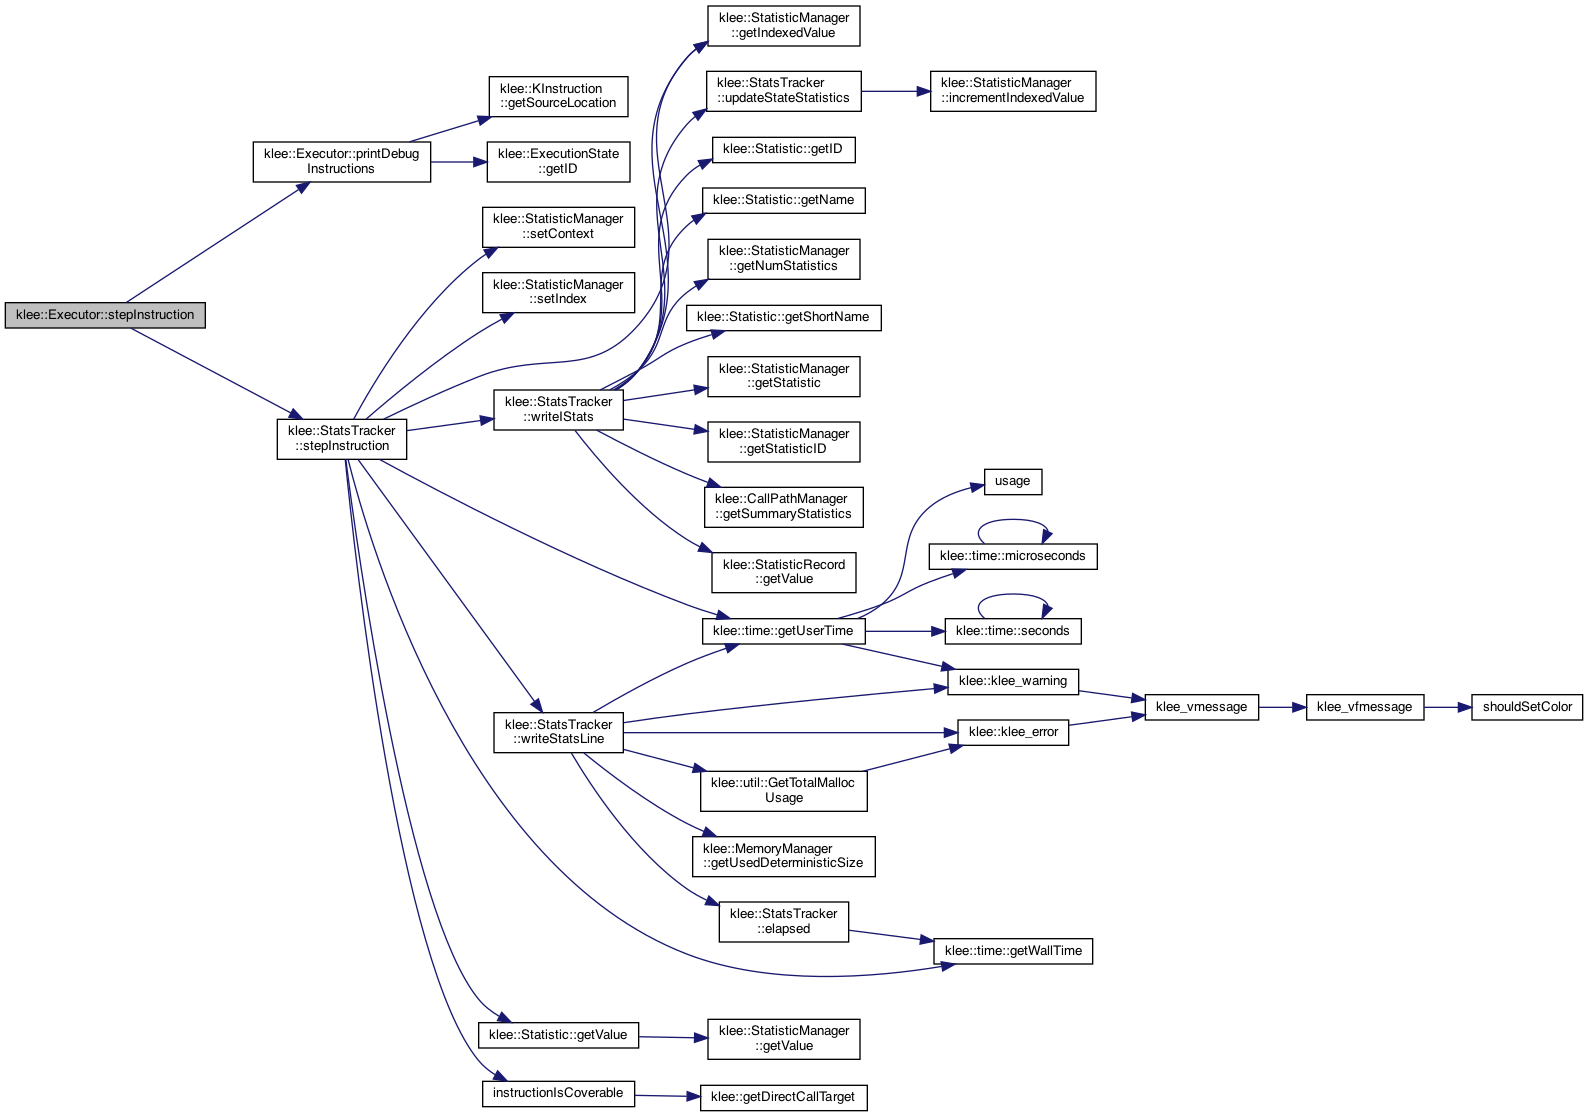 klee::StatisticManager
::getIndexedValue
klee::KInstruction
::getSourceLocation
klee::StatsTracker
::updateStateStatistics
klee::StatisticManager
::incrementIndexedValue
klee::Executor::printDebug
Instructions
klee::ExecutionState
::getID
klee::Statistic::getID
klee::Statistic::getName
klee::StatisticManager
::setContext
klee::StatisticManager
::getNumStatistics
klee::StatisticManager
::setIndex
klee::Executor::stepInstruction
klee::Statistic::getShortName
klee::StatisticManager
::getStatistic
klee::StatsTracker
::writeIStats
klee::StatsTracker
::stepInstruction
klee::StatisticManager
::getStatisticID
klee::CallPathManager
::getSummaryStatistics
usage
klee::StatisticRecord
::getValue
klee::time::microseconds
klee::time::getUserTime
klee::time::seconds
klee::klee_warning
klee::StatsTracker
::writeStatsLine
klee::klee_error
klee_vmessage
klee_vfmessage
shouldSetColor
klee::util::GetTotalMalloc
Usage
klee::MemoryManager
::getUsedDeterministicSize
klee::StatsTracker
::elapsed
klee::time::getWallTime
klee::Statistic::getValue
klee::StatisticManager
::getValue
instructionIsCoverable
klee::getDirectCallTarget